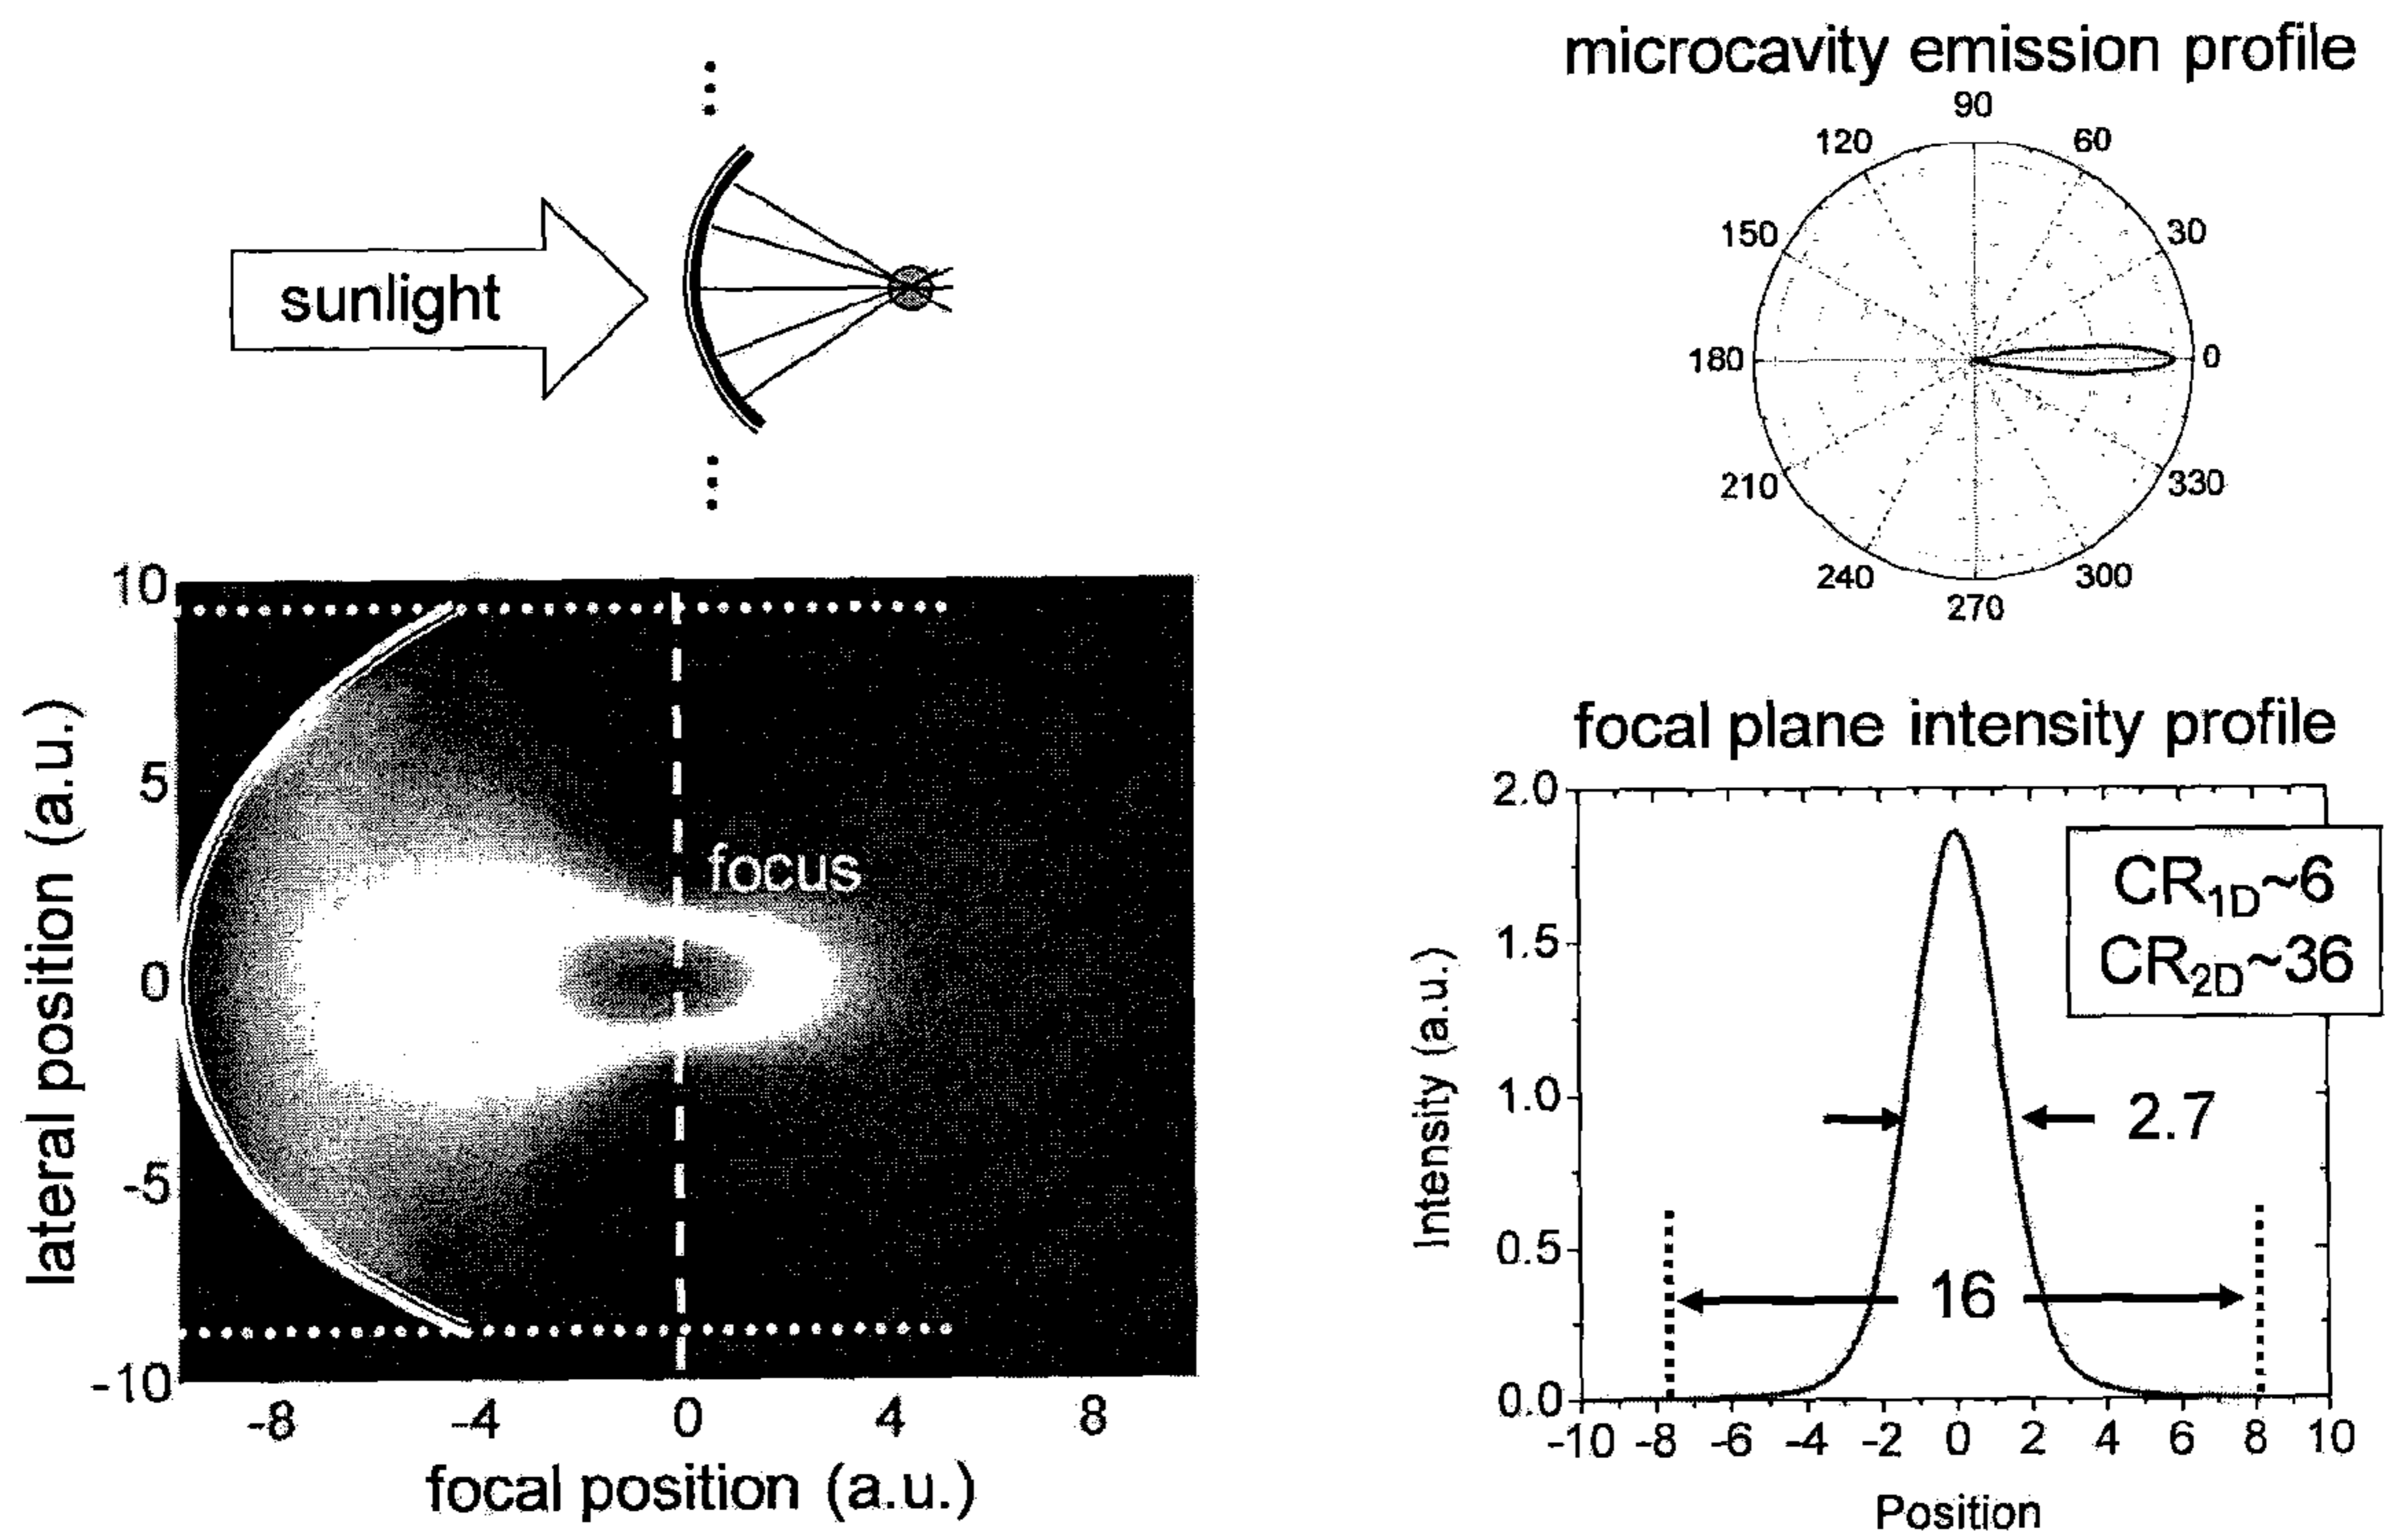 sunlight
microcavity emission profile
90
120
60
150
30
180
0
210
330
240
300
270
10
5
0
-5
-10
lateral position (a.u.)
focus
-8
-4
0
4
8
focal position (a.u.)
focal plane intensity profile
2.0
1.5
1.0
0.5
0.0
Intensity (a.u.)
CR1D~6
CR2D~36
2.7
16
-10 -8 -6 -4 -2 0 2 4 6 8 10
Position